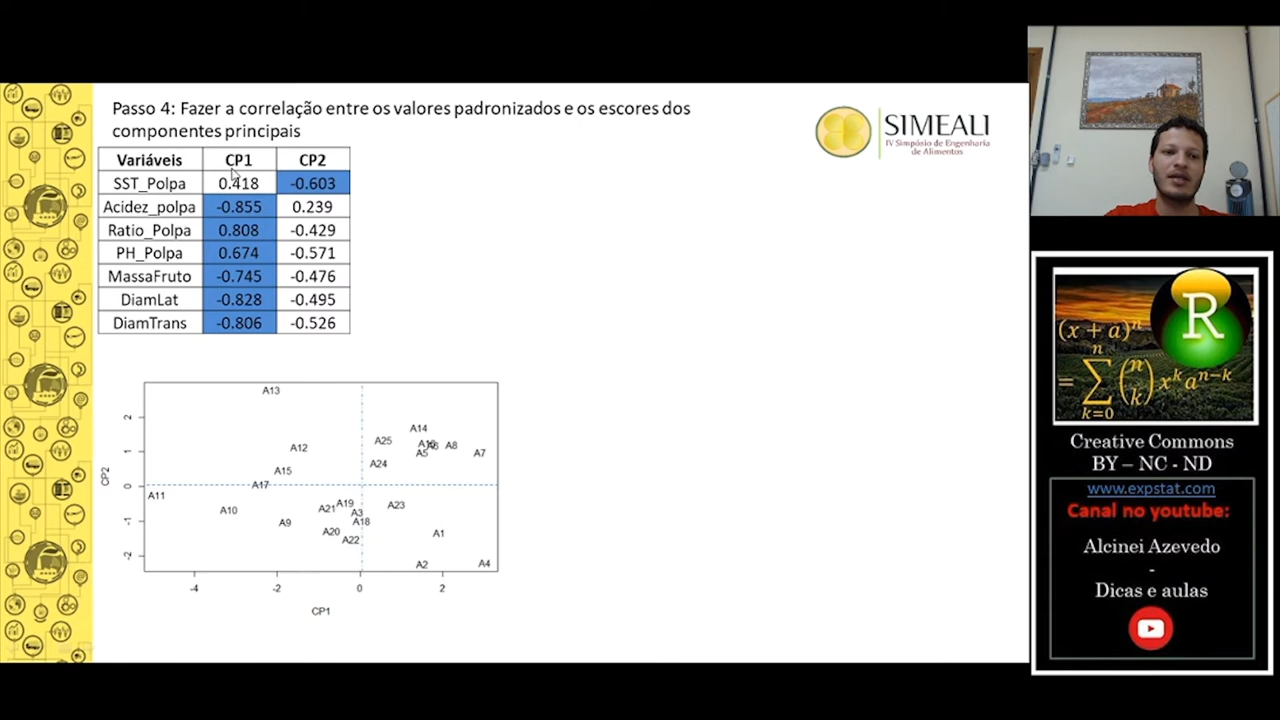 Passo 4: Fazer a correlação entre os valores padronizados e os escores dos
componentes principais
Variáveis CP1 CP2
SST_Polpa 0.418 -0.603
Acidez_polpa -0.855 0.239
Ratio_Polpa 0.808 -0.429
PH_Polpa 0.674 -0.571
MassaFruto -0.745 -0.476
DiamLat -0.828 -0.495
DiamTrans -0.806 -0.526
SIMEALI
IV Simpósio de Engenharia
de Alimentos
A13
A14
A25
A6
A8
A12
A5
A7
A24
A15
A17
A11
A10
A19
A23
A21
A3
A9
A18
A20
A1
A22
A2
A4
2
1
0
-1
-2
CP2
-4 -2 0 2
CP1
R
(x + a)ⁿ
n
= ∑ (n k) xᵏaⁿ⁻ᵏ
k=0
Creative Commons
BY – NC - ND
www.expstat.com
Canal no youtube:
Alcinei Azevedo
-
Dicas e aulas